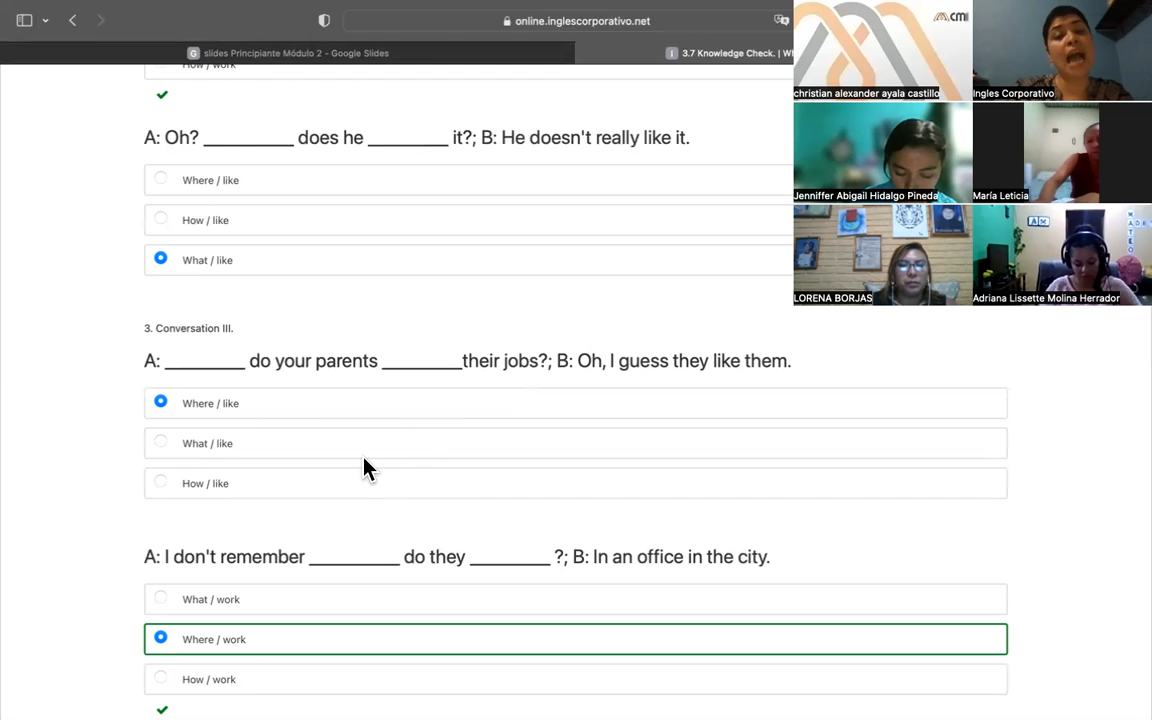 online.inglescorporativo.net
slides Principiante Módulo 2 - Google Slides
3.7 Knowledge Check. | Wh
CMI
christian alexander ayala castillo
Ingles Corporativo
Jenniffer Abigail Hidalgo Pineda
María Leticia
LORENA BORJAS
Adriana Lissette Molina Herrador
How / work
A: Oh? __________ does he _________ it?; B: He doesn't really like it.
Where / like
How / like
What / like
3. Conversation III.
A: _________ do your parents _________their jobs?; B: Oh, I guess they like them.
Where / like
What / like
How / like
A: I don't remember __________ do they _________ ?; B: In an office in the city.
What / work
Where / work
How / work